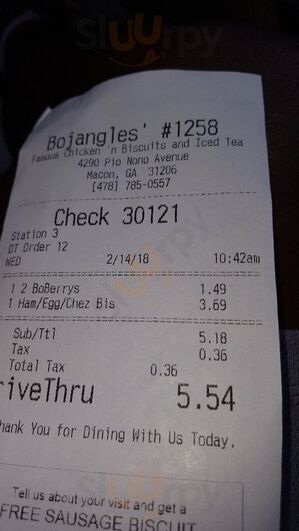 Bojangles' #1258
Famous Chicken 'n Biscuits and Iced Tea
4290 Pio Nono Avenue
Macon, GA 31206
[478] 785-0557
Check 30121
Station 3
DT Order 12
WED 2/14/18 10:42am
1 2 BoBerrys 1.49
1 Ham/Egg/Chez Bis 3.69
Sub/Ttl 5.18
Tax 0.36
Total Tax 0.36
riveThru 5.54
hank You for Dining With Us Today.
Tell us about your visit and get a
FREE SAUSAGE BISCUIT
Sluurpy